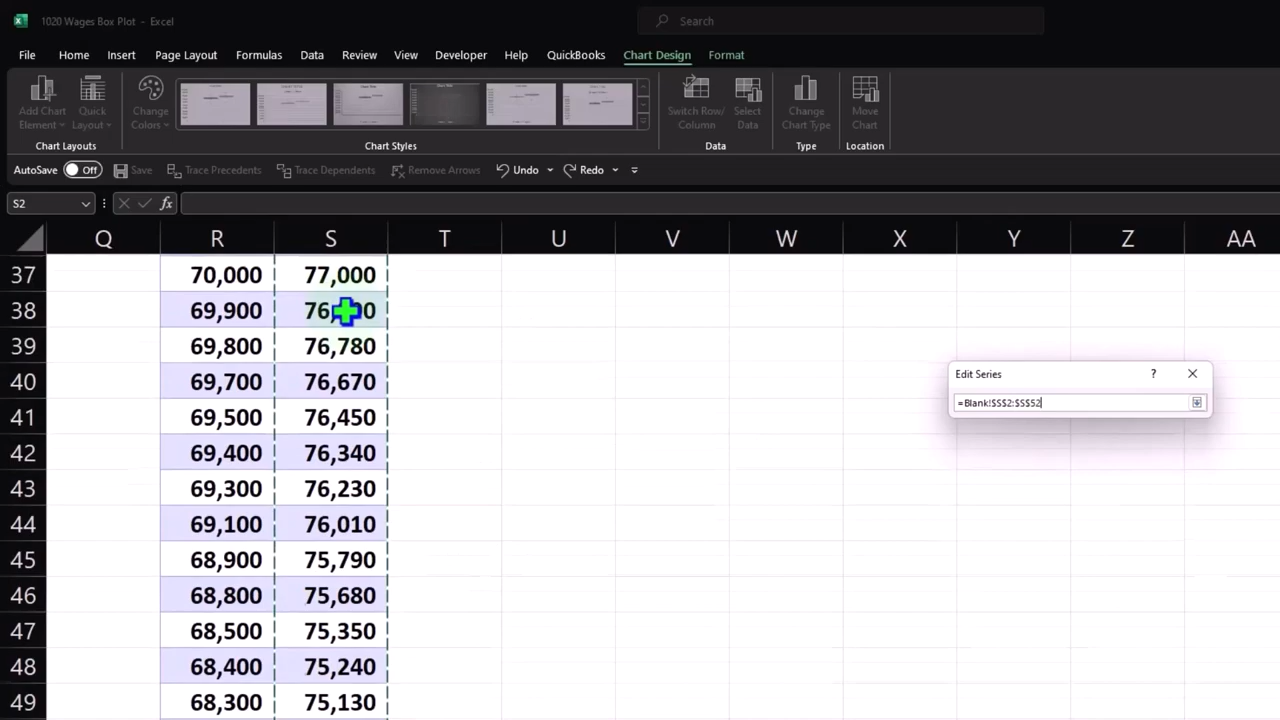 1020 Wages Box Plot - Excel
Search
File Home Insert Page Layout Formulas Data Review View Developer Help QuickBooks Chart Design Format
Add Chart Element
Quick Layout
Change Colors
Switch Row/ Column
Select Data
Change Chart Type
Move Chart
Chart Layouts
Chart Styles
Data
Type
Location
AutoSave Off Save Trace Precedents Trace Dependents Remove Arrows Undo Redo
S2 fx
Q R S T U V W X Y Z AA
37 70,000 77,000
38 69,900
39 69,800 76,780
40 69,700 76,670
41 69,500 76,450
42 69,400 76,340
43 69,300 76,230
44 69,100 76,010
45 68,900 75,790
46 68,800 75,680
47 68,500 75,350
48 68,400 75,240
49 68,300 75,130
Edit Series ?
=Blank!$S$2:$S$52